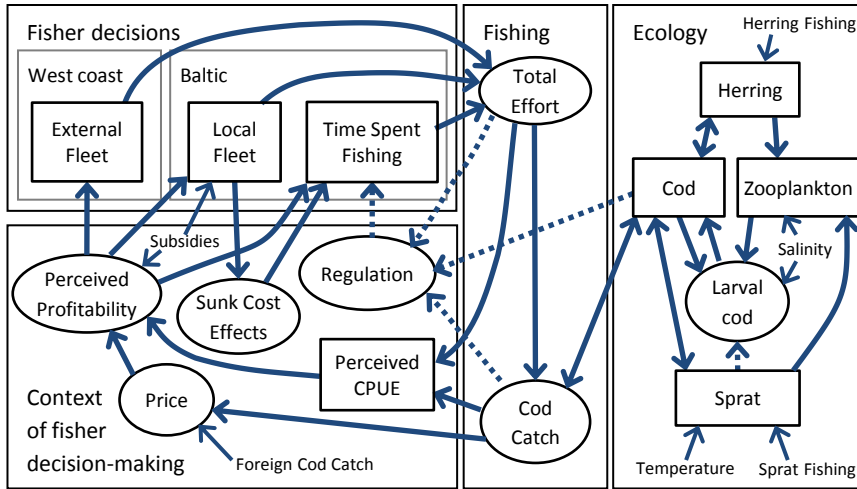 Fisher decisions
West coast
Baltic
External
Fleet
Local
Fleet
Time Spent
Fishing
Subsidies
Perceived
Profitability
Sunk Cost
Effects
Regulation
Perceived
CPUE
Price
Context
of fisher
decision-making
Foreign Cod Catch
Fishing
Total
Effort
Cod
Catch
Ecology
Herring Fishing
Herring
Cod
Zooplankton
Salinity
Larval
cod
Sprat
Temperature
Sprat Fishing